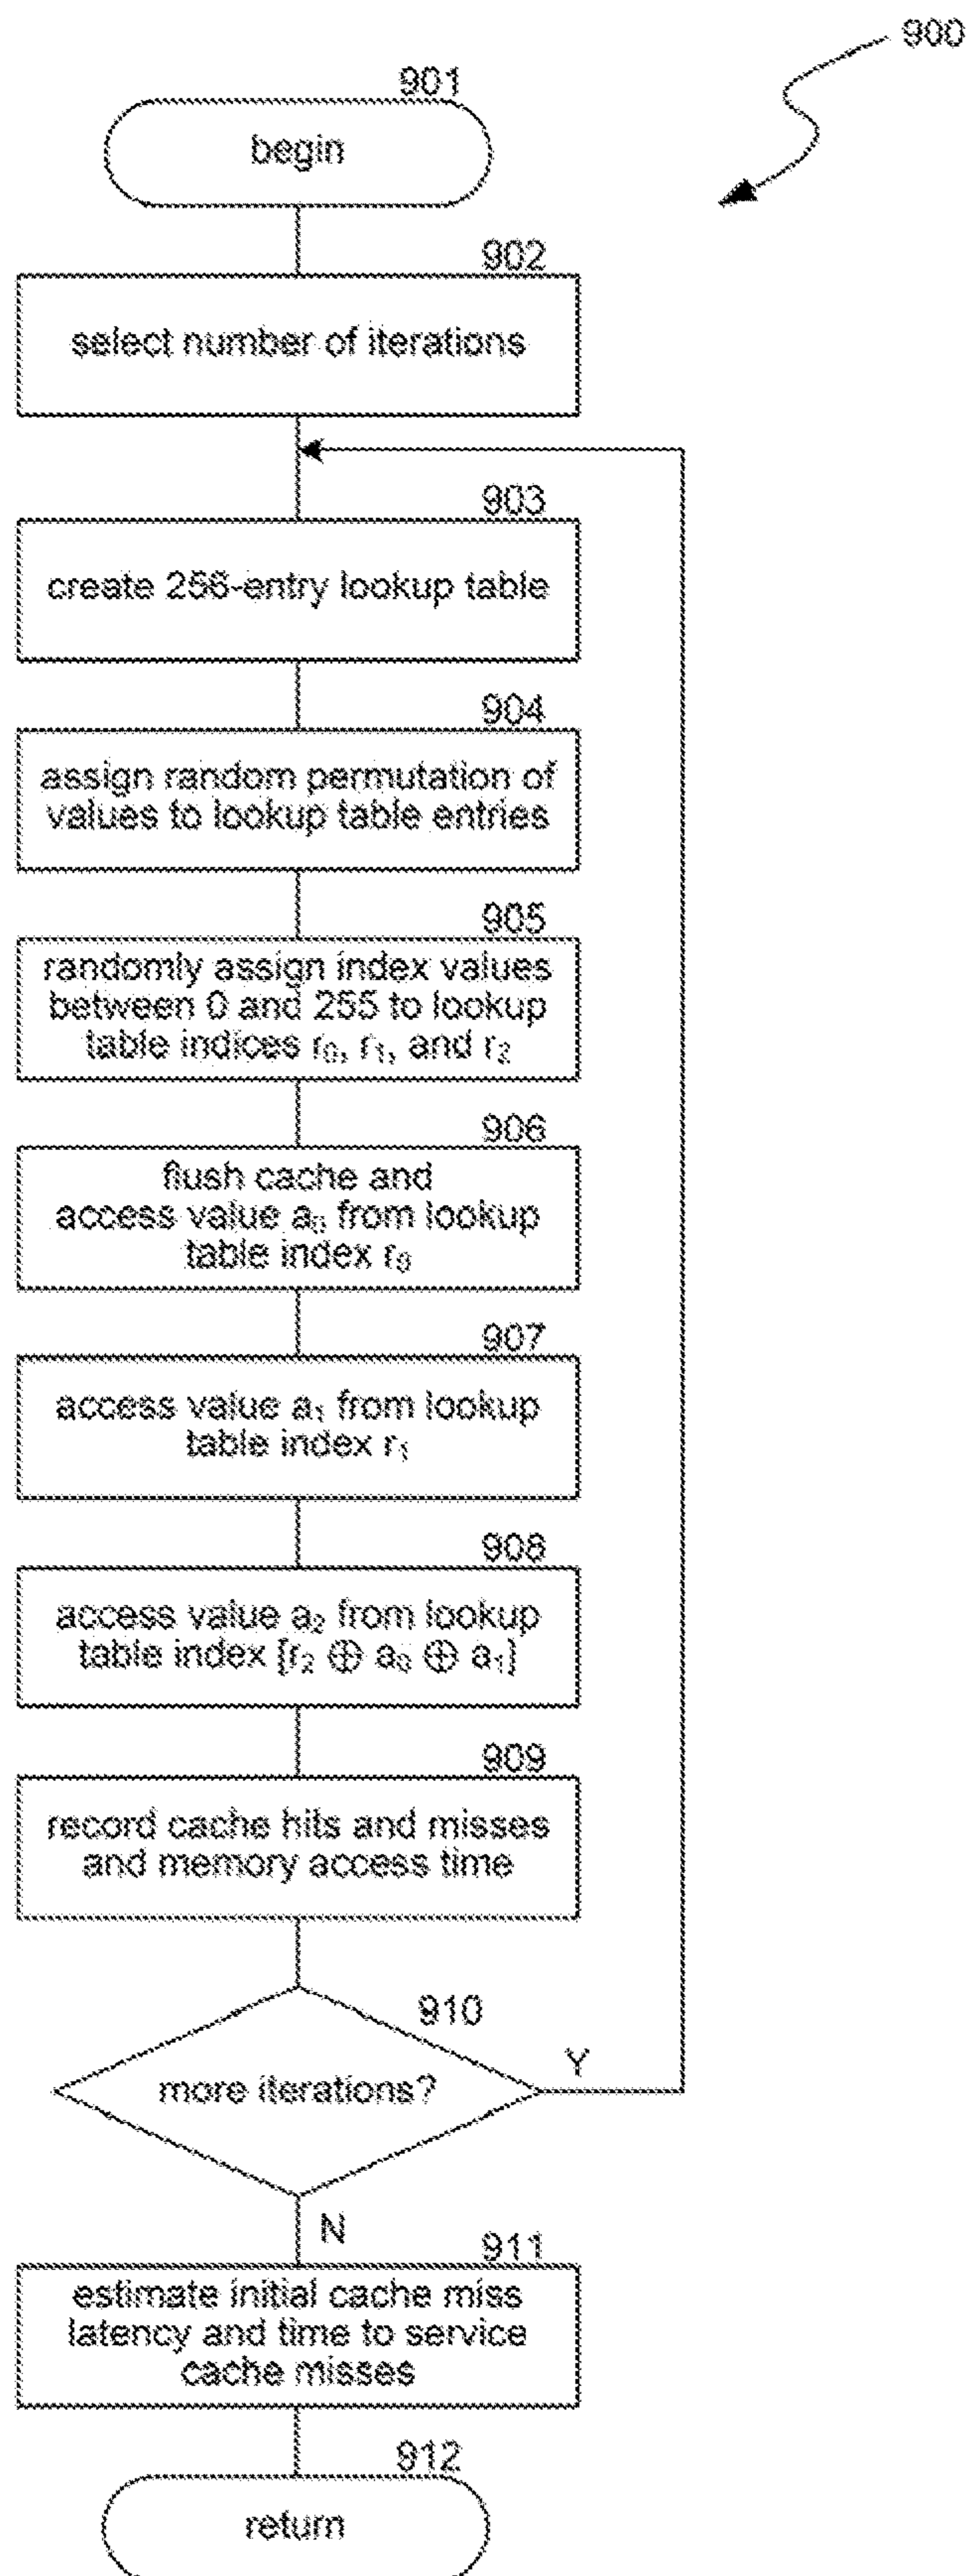 900
901
begin
902
select number of iterations
903
create 256-entry lookup table
904
assign random permutation of
values to lookup table entries
905
randomly assign index values
between 0 and 255 to lookup
table indices r₀, r₁, and r₂
906
flush cache and
access value a₀ from lookup
table index r₀
907
access value a₁ from lookup
table index r₁
908
access value a₂ from lookup
table index [r₂ ⊕ a₀ ⊕ a₁]
909
record cache hits and misses
and memory access time
910
more iterations?
Y
N
911
estimate initial cache miss
latency and time to service
cache misses
912
return